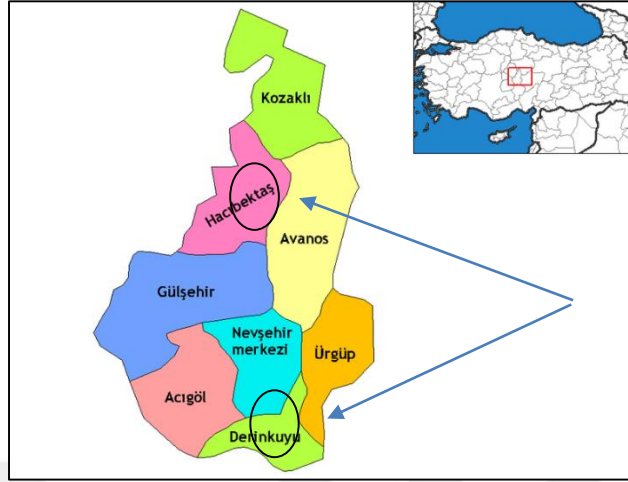 Kozaklı
Hacıbektaş
Avanos
Gülşehir
Nevşehir
merkezi
Ürgüp
Acıgöl
Derinkuyu